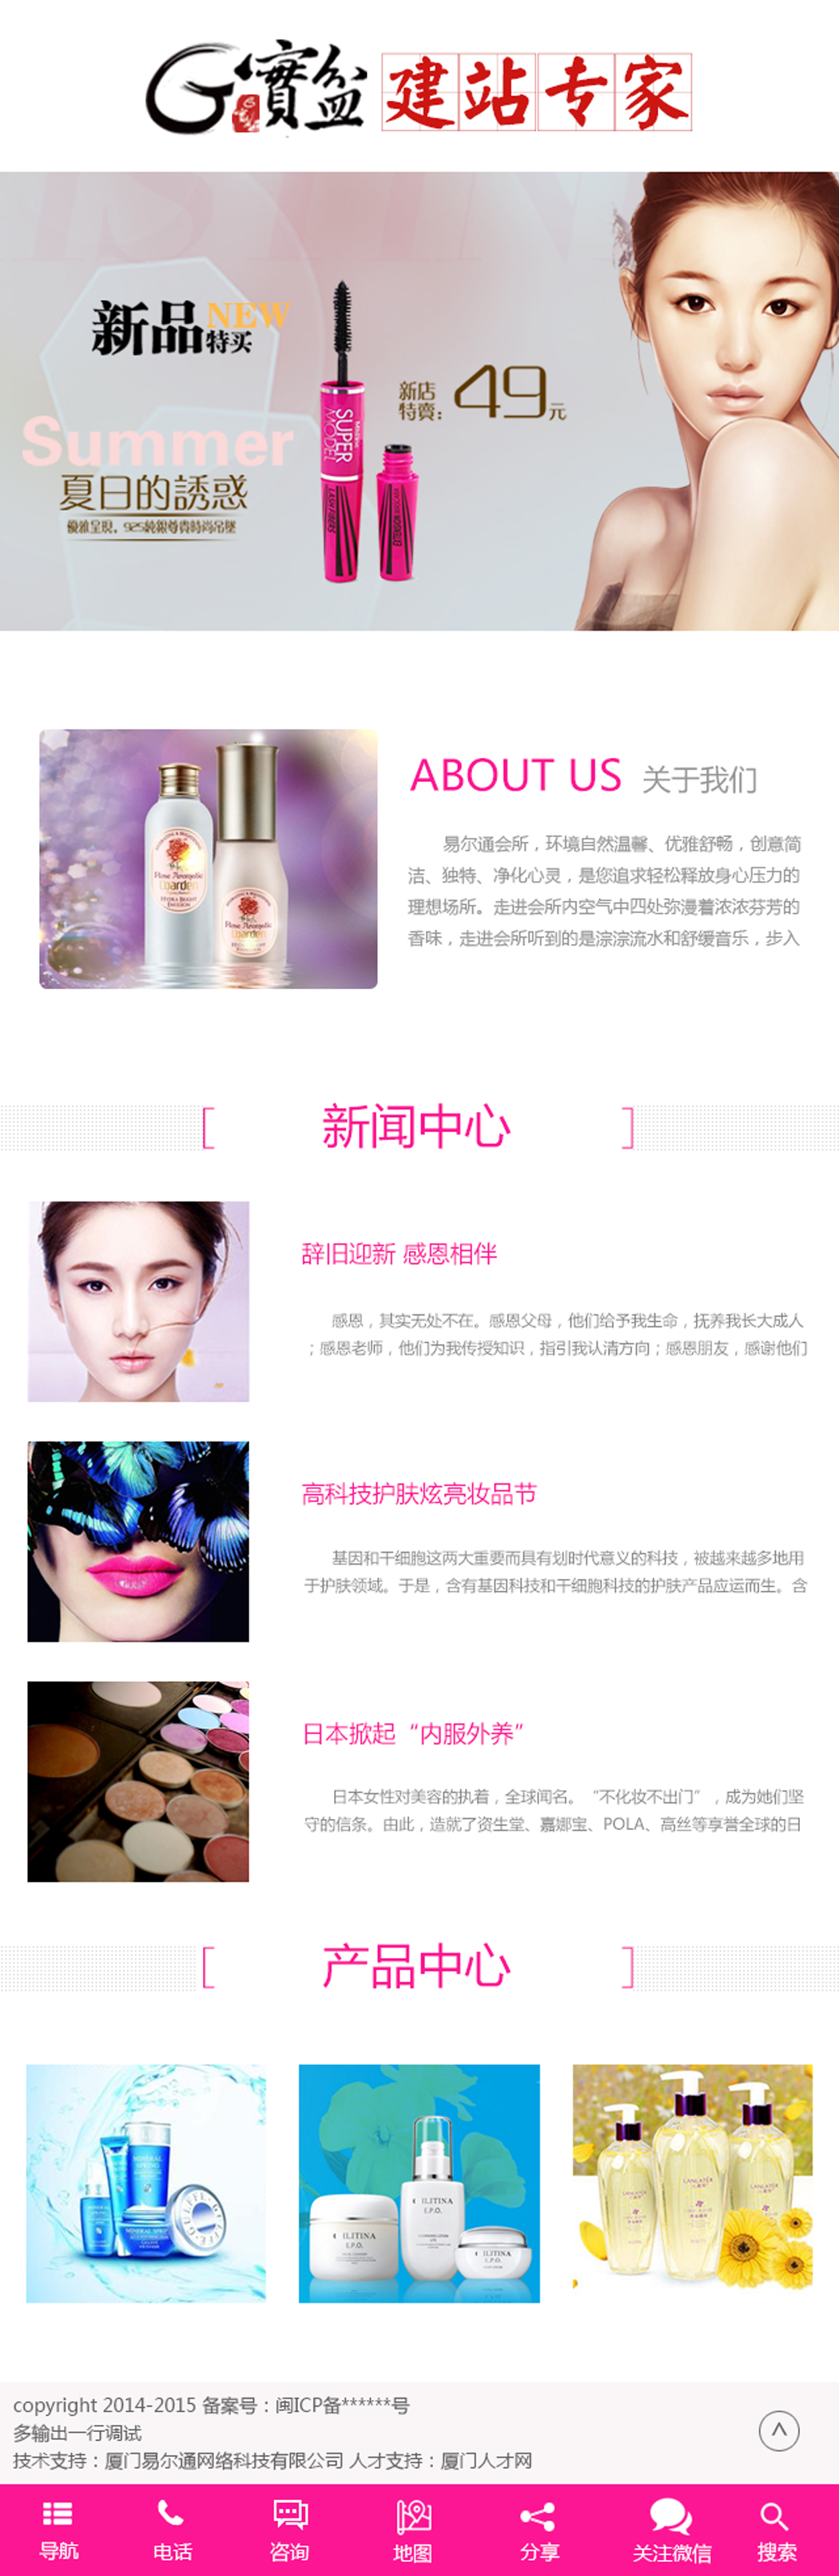 G寶盆 建站专家
新品 NEW
特买
Summer
夏日的誘惑
優雅呈現，925純銀尊貴時尚吊墜
SUPER
MODEL
LASH FIBERS
EXTENSION MASCARA
新店
特賣：
49元
ABOUT US 关于我们
易尔通会所，环境自然温馨、优雅舒畅，创意简
洁、独特、净化心灵，是您追求轻松释放身心压力的
理想场所。走进会所内空气中四处弥漫着浓浓芬芳的
香味，走进会所听到的是淙淙流水和舒缓音乐，步入
新闻中心
辞旧迎新 感恩相伴
感恩，其实无处不在。感恩父母，他们给予我生命，抚养我长大成人
；感恩老师，他们为我传授知识，指引我认清方向；感恩朋友，感谢他们
高科技护肤炫亮妆品节
基因和干细胞这两大重要而具有划时代意义的科技，被越来越多地用
于护肤领域。于是，含有基因科技和干细胞科技的护肤产品应运而生。含
日本掀起“内服外养”
日本女性对美容的执着，全球闻名。“不化妆不出门”，成为她们坚
守的信条。由此，造就了资生堂、嘉娜宝、POLA、高丝等享誉全球的日
产品中心
MINERAL
SPRING
ILITINA
E.P.O.
ILITINA
E.P.O.
ILITINA
E.P.O.
copyright 2014-2015 备案号：闽ICP备******号
多输出一行调试
技术支持：厦门易尔通网络科技有限公司 人才支持：厦门人才网
导航 电话 咨询 地图 分享 关注微信 搜索